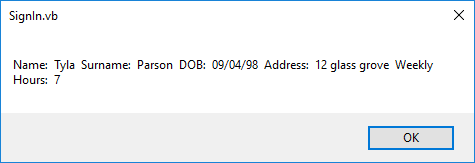 SignIn.vb
Name: Tyla Surname: Parson DOB: 09/04/98 Address: 12 glass grove Weekly
Hours: 7
OK